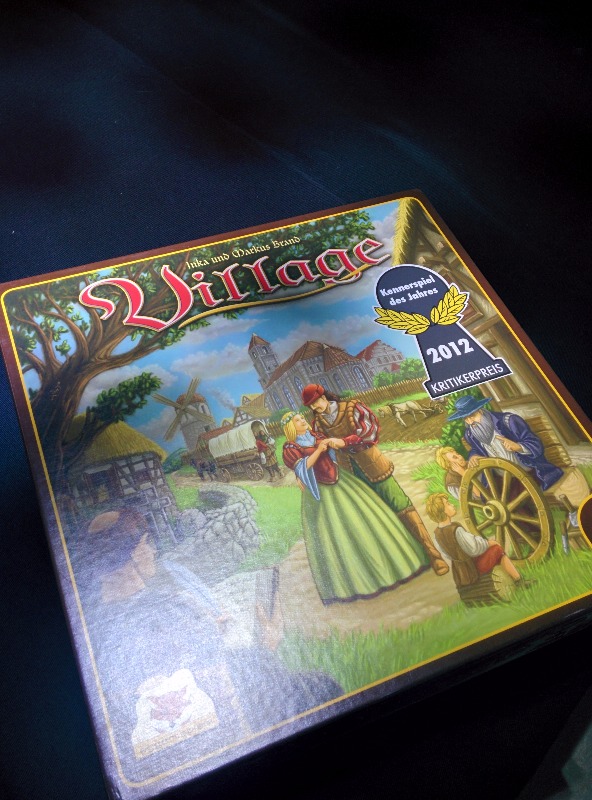 Inka und Markus Brand
Village
Kennerspiel
des Jahres
2012
KRITIKERPREIS